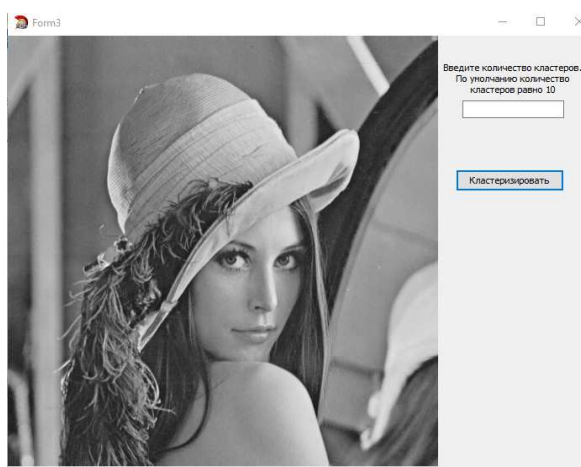 Form3
Введите количество кластеров.
По умолчанию количество
кластеров равно 10
Кластеризировать